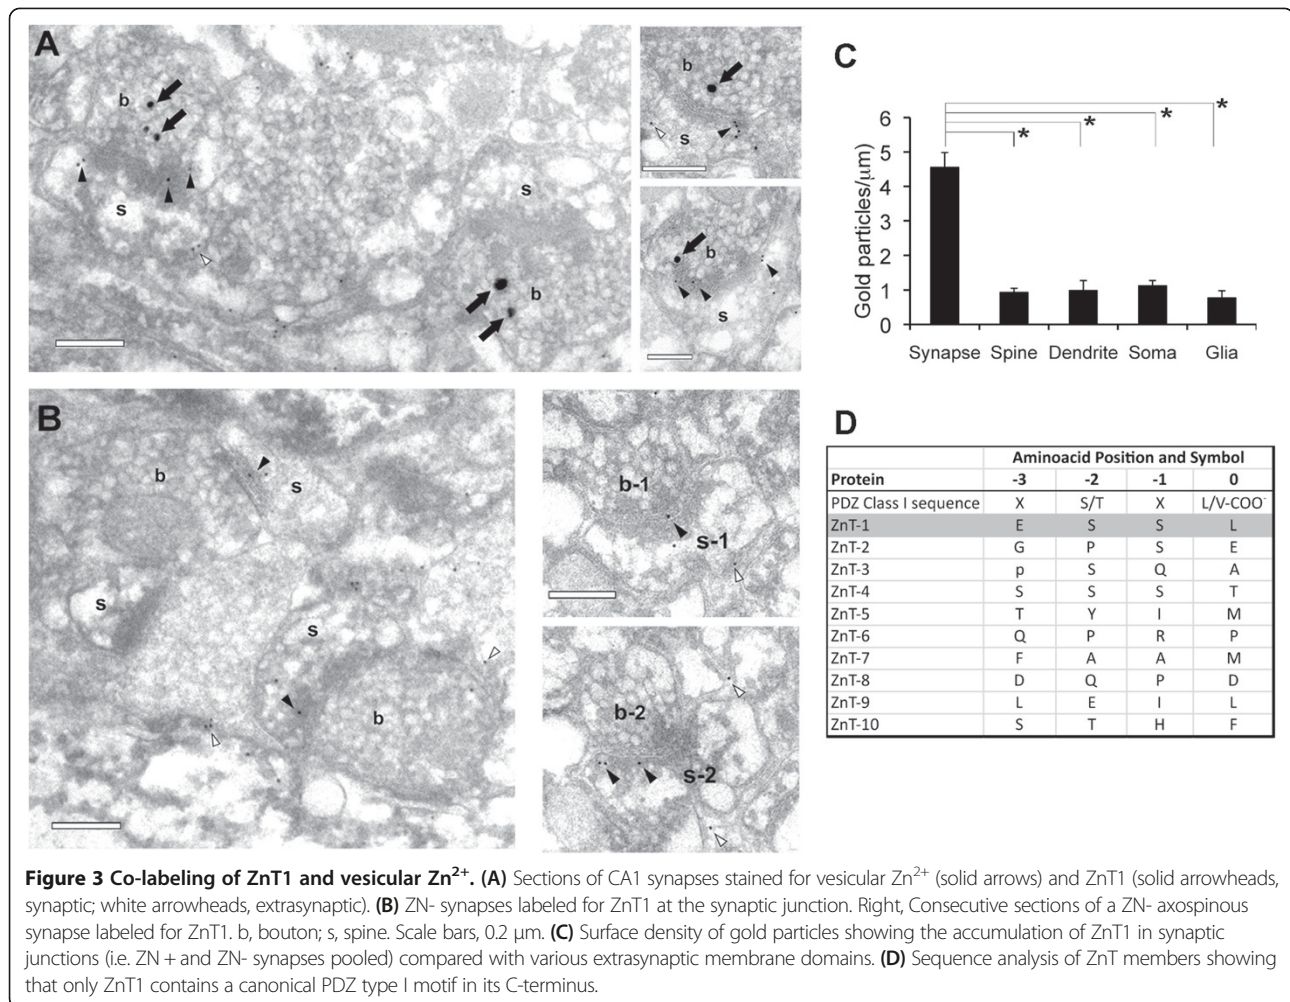 A
b
s
s
b
b
s
b
s
B
b
s
s
s
b
b-1
s-1
b-2
s-2
C
Gold particles/µm
6
5
4
3
2
1
0
* * * *
Synapse Spine Dendrite Soma Glia
D
Aminoacid Position and Symbol
Protein -3 -2 -1 0
PDZ Class I sequence X S/T X L/V-COO⁻
ZnT-1 E S S L
ZnT-2 G P S E
ZnT-3 p S Q A
ZnT-4 S S S T
ZnT-5 T Y I M
ZnT-6 Q P R P
ZnT-7 F A A M
ZnT-8 D Q P D
ZnT-9 L E I L
ZnT-10 S T H F
Figure 3 Co-labeling of ZnT1 and vesicular Zn²⁺. (A) Sections of CA1 synapses stained for vesicular Zn²⁺ (solid arrows) and ZnT1 (solid arrowheads,
synaptic; white arrowheads, extrasynaptic). (B) ZN- synapses labeled for ZnT1 at the synaptic junction. Right, Consecutive sections of a ZN- axospinous
synapse labeled for ZnT1. b, bouton; s, spine. Scale bars, 0.2 µm. (C) Surface density of gold particles showing the accumulation of ZnT1 in synaptic
junctions (i.e. ZN + and ZN- synapses pooled) compared with various extrasynaptic membrane domains. (D) Sequence analysis of ZnT members showing
that only ZnT1 contains a canonical PDZ type I motif in its C-terminus.